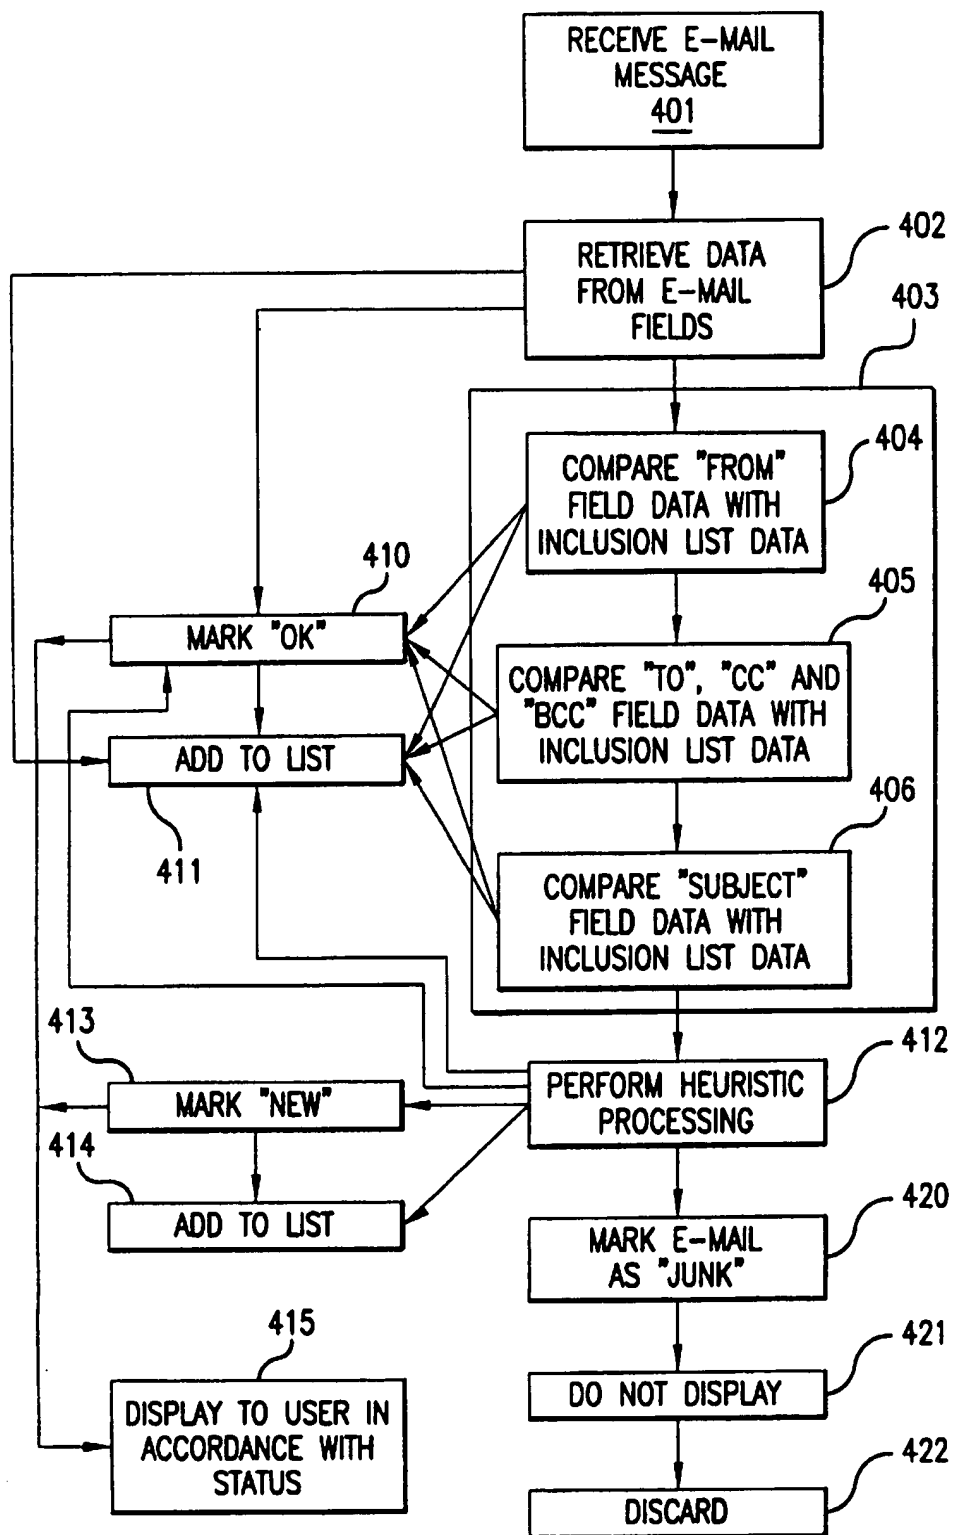 RECEIVE E-MAIL
MESSAGE
401
402
RETRIEVE DATA
FROM E-MAIL
FIELDS
403
404
COMPARE "FROM"
FIELD DATA WITH
INCLUSION LIST DATA
410
MARK "OK"
405
COMPARE "TO", "CC" AND
"BCC" FIELD DATA WITH
INCLUSION LIST DATA
ADD TO LIST
411
406
COMPARE "SUBJECT"
FIELD DATA WITH
INCLUSION LIST DATA
413
MARK "NEW"
412
PERFORM HEURISTIC
PROCESSING
414
ADD TO LIST
420
MARK E-MAIL
AS "JUNK"
415
DISPLAY TO USER IN
ACCORDANCE WITH
STATUS
421
DO NOT DISPLAY
422
DISCARD